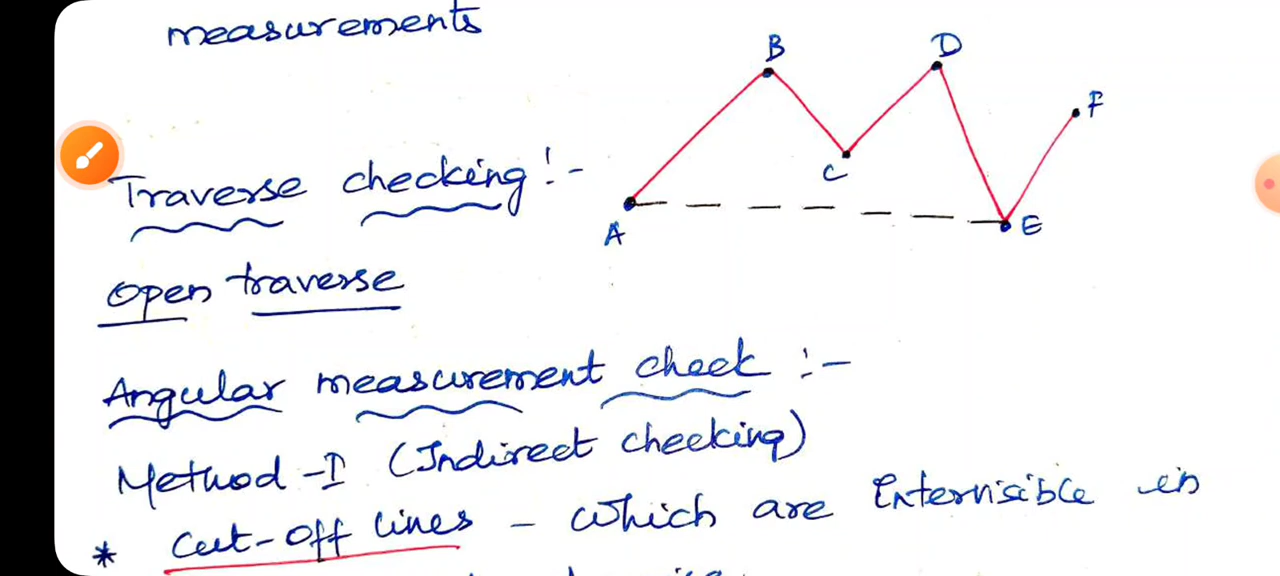 measurements
B
D
F
C
A
E
Traverse checking :-
Open traverse
Angular measurement check :-
Method -I (Indirect checking)
* Cut-off lines - which are Intervisible in